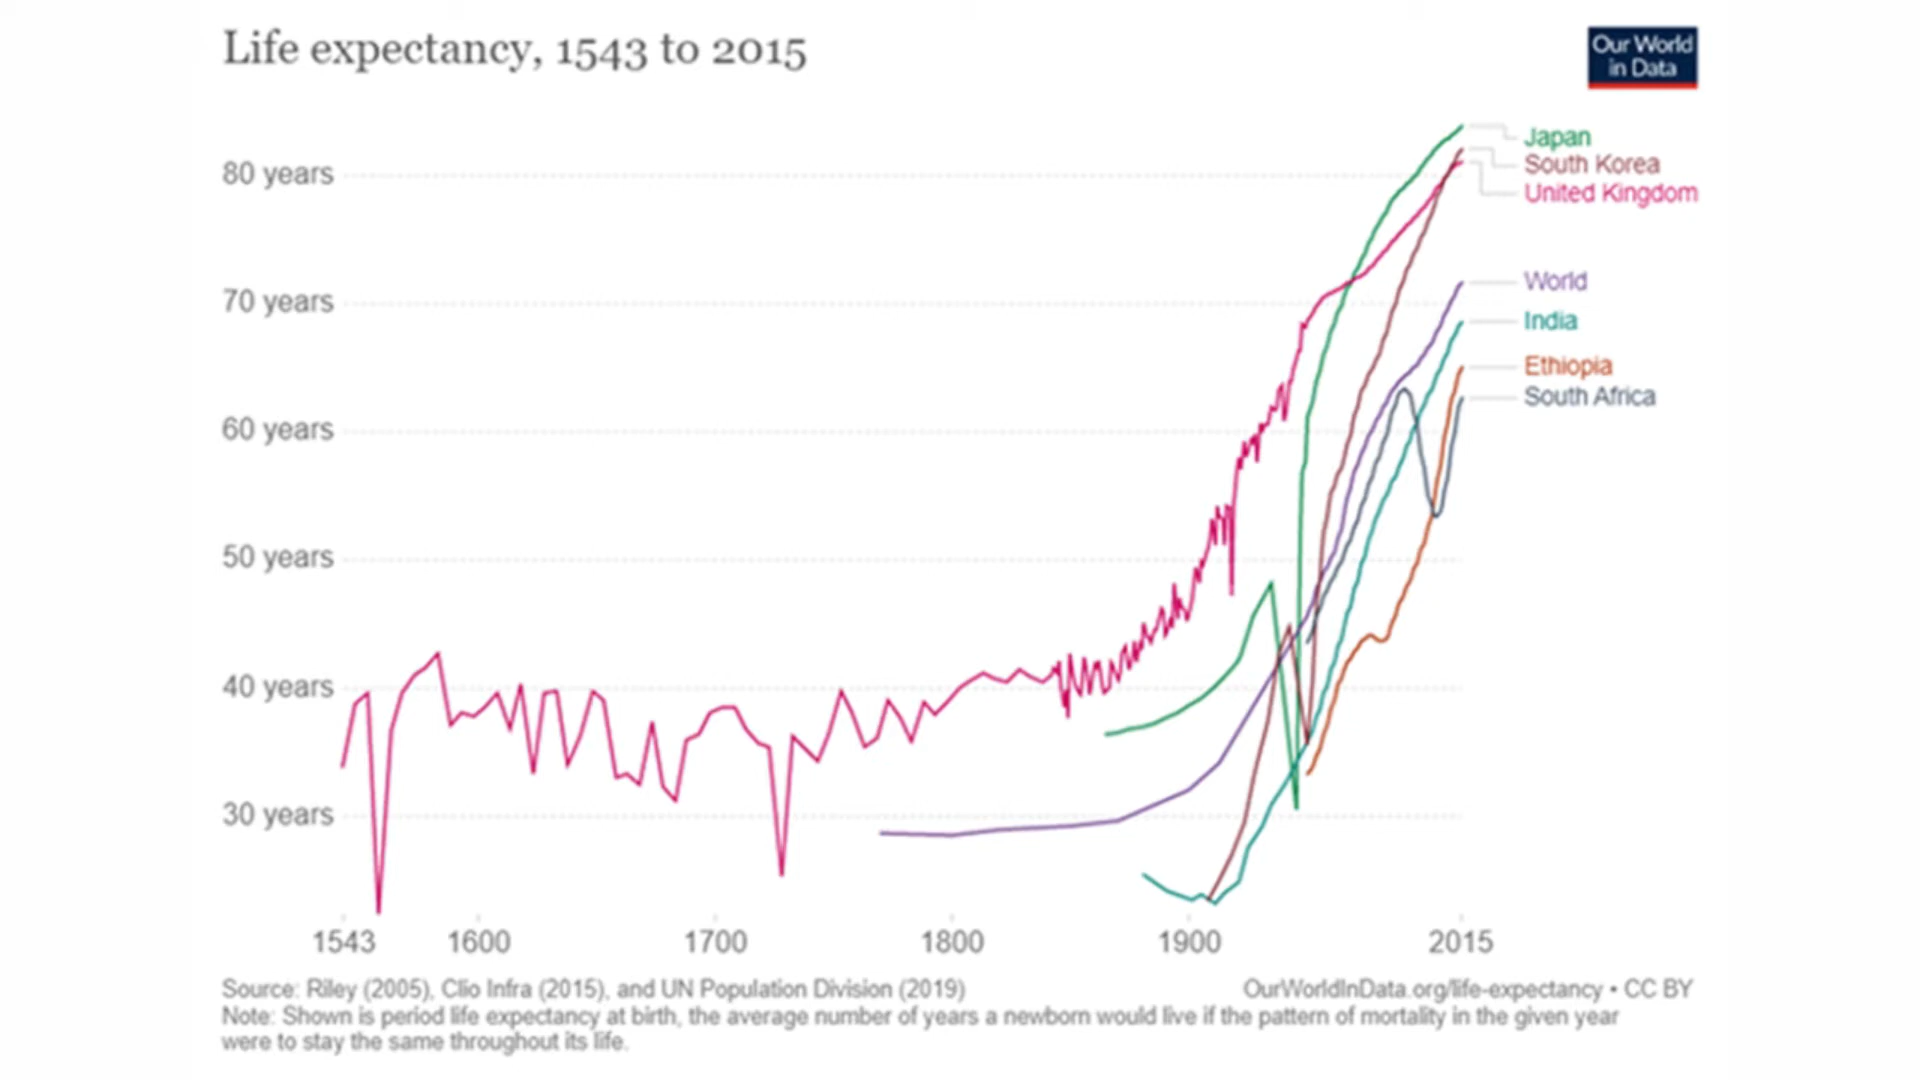 Life expectancy, 1543 to 2015
Our World
in Data
Japan
80 years
South Korea
United Kingdom
World
70 years
India
Ethiopia
South Africa
60 years
50 years
40 years
30 years
1543 1600 1700 1800 1900 2015
Source: Riley (2005), Clio Infra (2015), and UN Population Division (2019)
OurWorldInData.org/life-expectancy • CC BY
Note: Shown is period life expectancy at birth, the average number of years a newborn would live if the pattern of mortality in the given year
were to stay the same throughout its life.